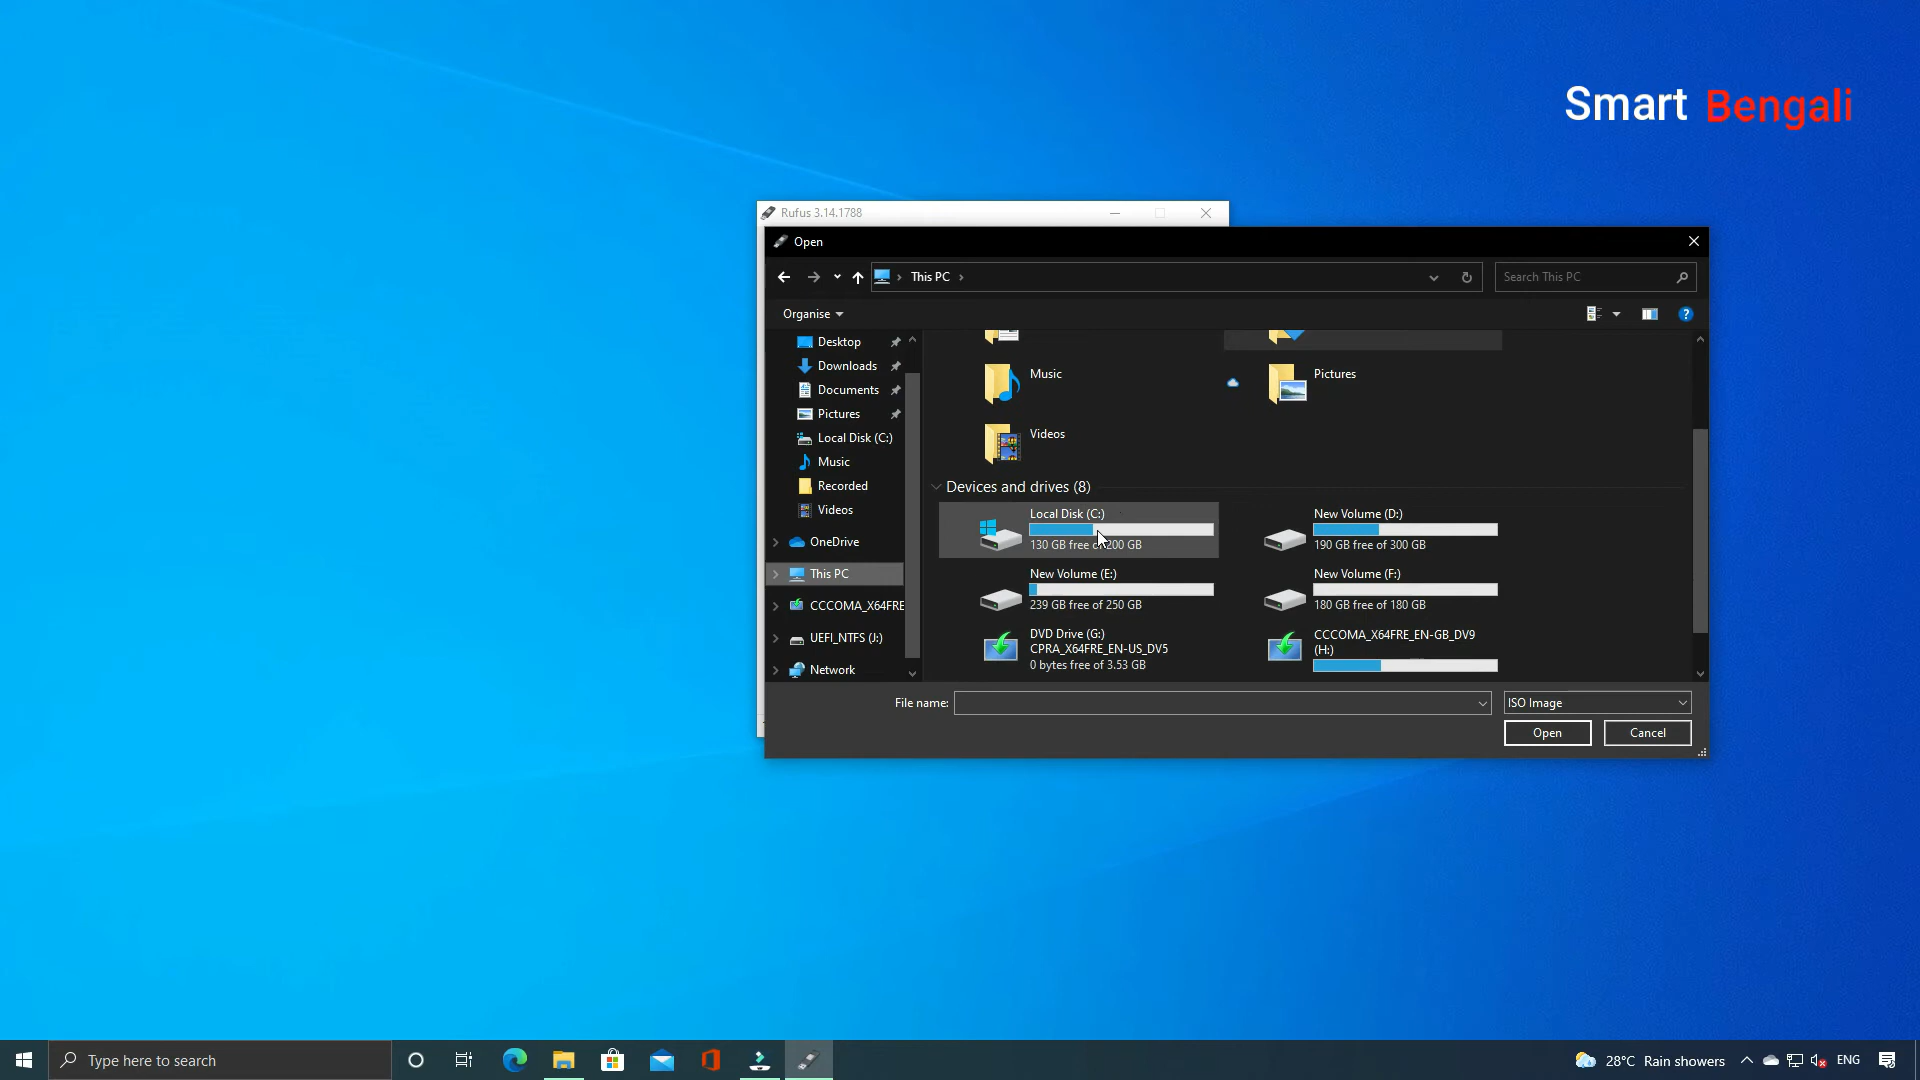 Smart Bengali
Rufus 3.14.1788
Open
This PC
Search This PC
Organise
Desktop
Downloads
Documents
Pictures
Local Disk (C:)
Music
Recorded
Videos
OneDrive
This PC
CCCOMA_X64FRE
UEFI_NTFS (J:)
Network
Music
Pictures
Videos
Devices and drives (8)
Local Disk (C:)
130 GB free of 200 GB
New Volume (D:)
190 GB free of 300 GB
New Volume (E:)
239 GB free of 250 GB
New Volume (F:)
180 GB free of 180 GB
DVD Drive (G:)
CPRA_X64FRE_EN-US_DV5
0 bytes free of 3.53 GB
CCCOMA_X64FRE_EN-GB_DV9
(H:)
File name:
ISO Image
Open
Cancel
Type here to search
28°C Rain showers
ENG